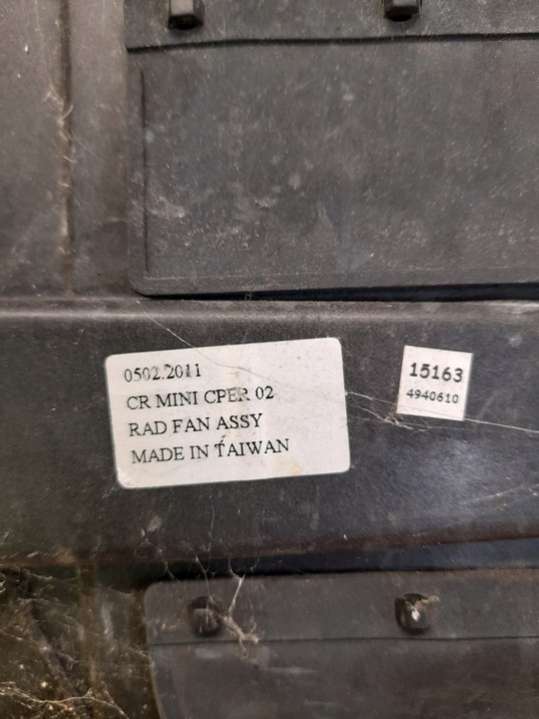 0502.2011
CR MINI CPER 02
RAD FAN ASSY
MADE IN TAIWAN
15163
4940610